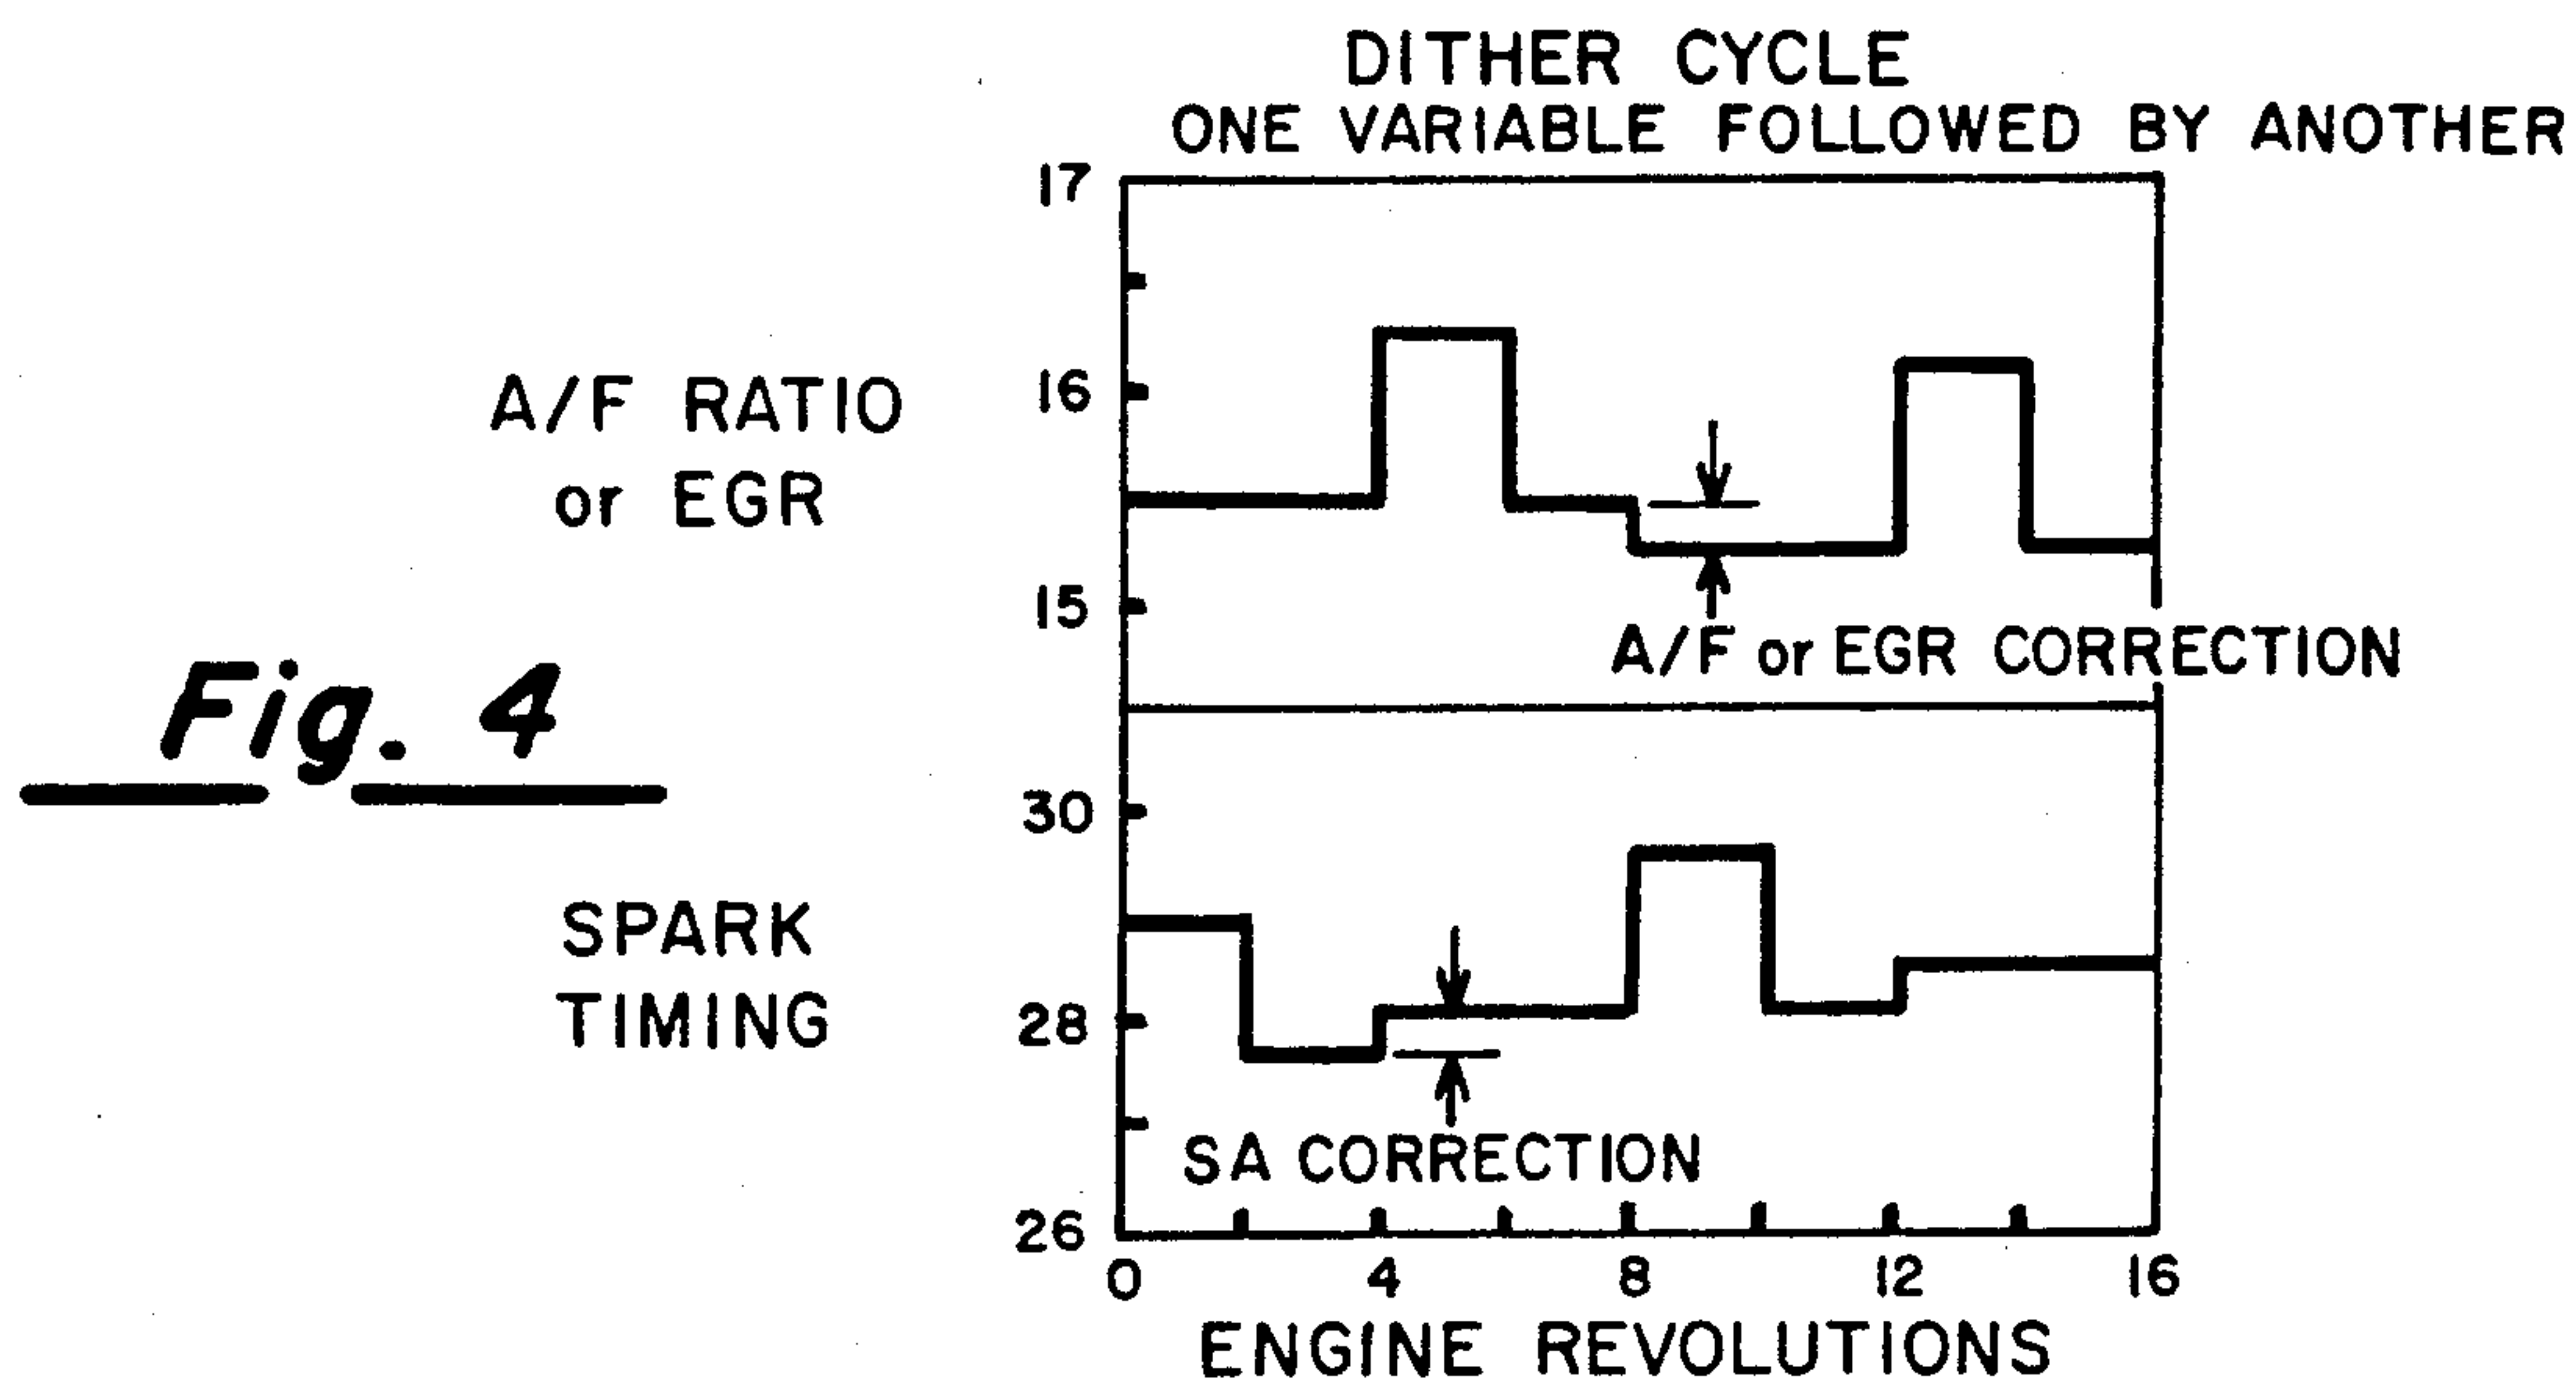 DITHER CYCLE
ONE VARIABLE FOLLOWED BY ANOTHER
17
16
15
A/F RATIO
or EGR
A/F or EGR CORRECTION
Fig. 4
30
28
26
SPARK
TIMING
SA CORRECTION
0 4 8 12 16
ENGINE REVOLUTIONS